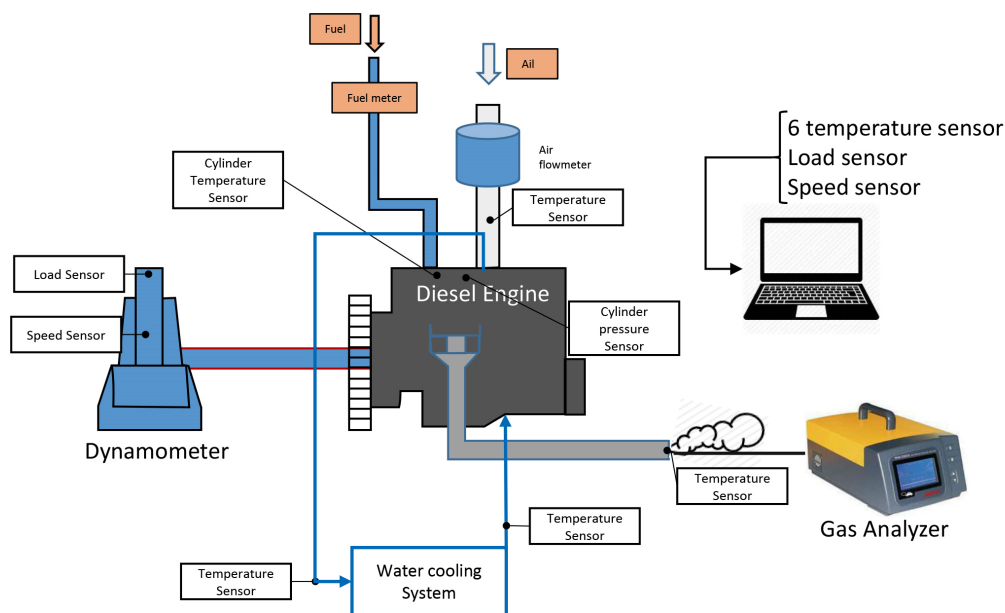 Fuel
Ail
Fuel meter
6 temperature sensor
Load sensor
Speed sensor
Air
flowmeter
Cylinder
Temperature
Sensor
Temperature
Sensor
Load Sensor
Diesel Engine
Speed Sensor
Cylinder
pressure
Sensor
Dynamometer
Temperature
Sensor
Gas Analyzer
Temperature
Sensor
Temperature
Sensor
Water cooling
System